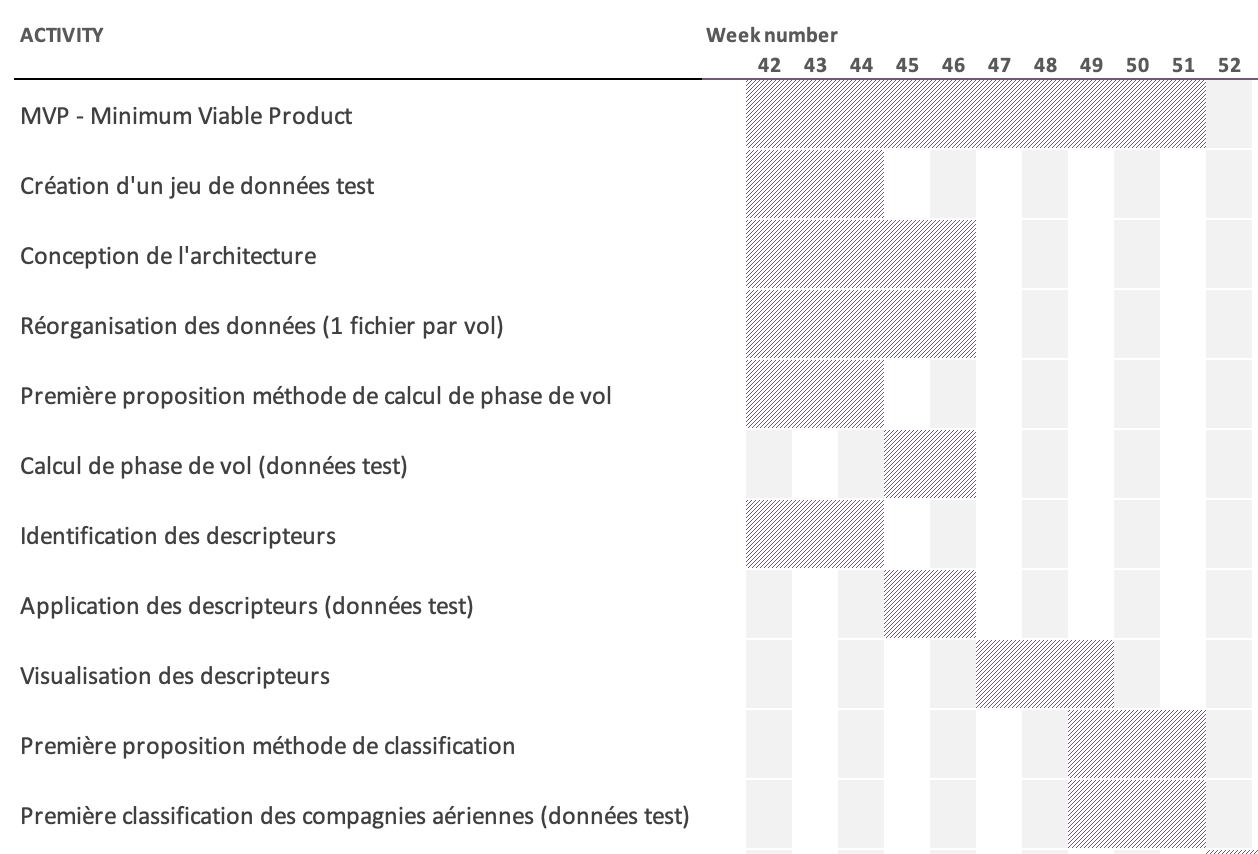 ACTIVITY
Week number
42 43 44 45 46 47 48 49 50 51 52
MVP - Minimum Viable Product
Création d'un jeu de données test
Conception de l'architecture
Réorganisation des données (1 fichier par vol)
Première proposition méthode de calcul de phase de vol
Calcul de phase de vol (données test)
Identification des descripteurs
Application des descripteurs (données test)
Visualisation des descripteurs
Première proposition méthode de classification
Première classification des compagnies aériennes (données test)